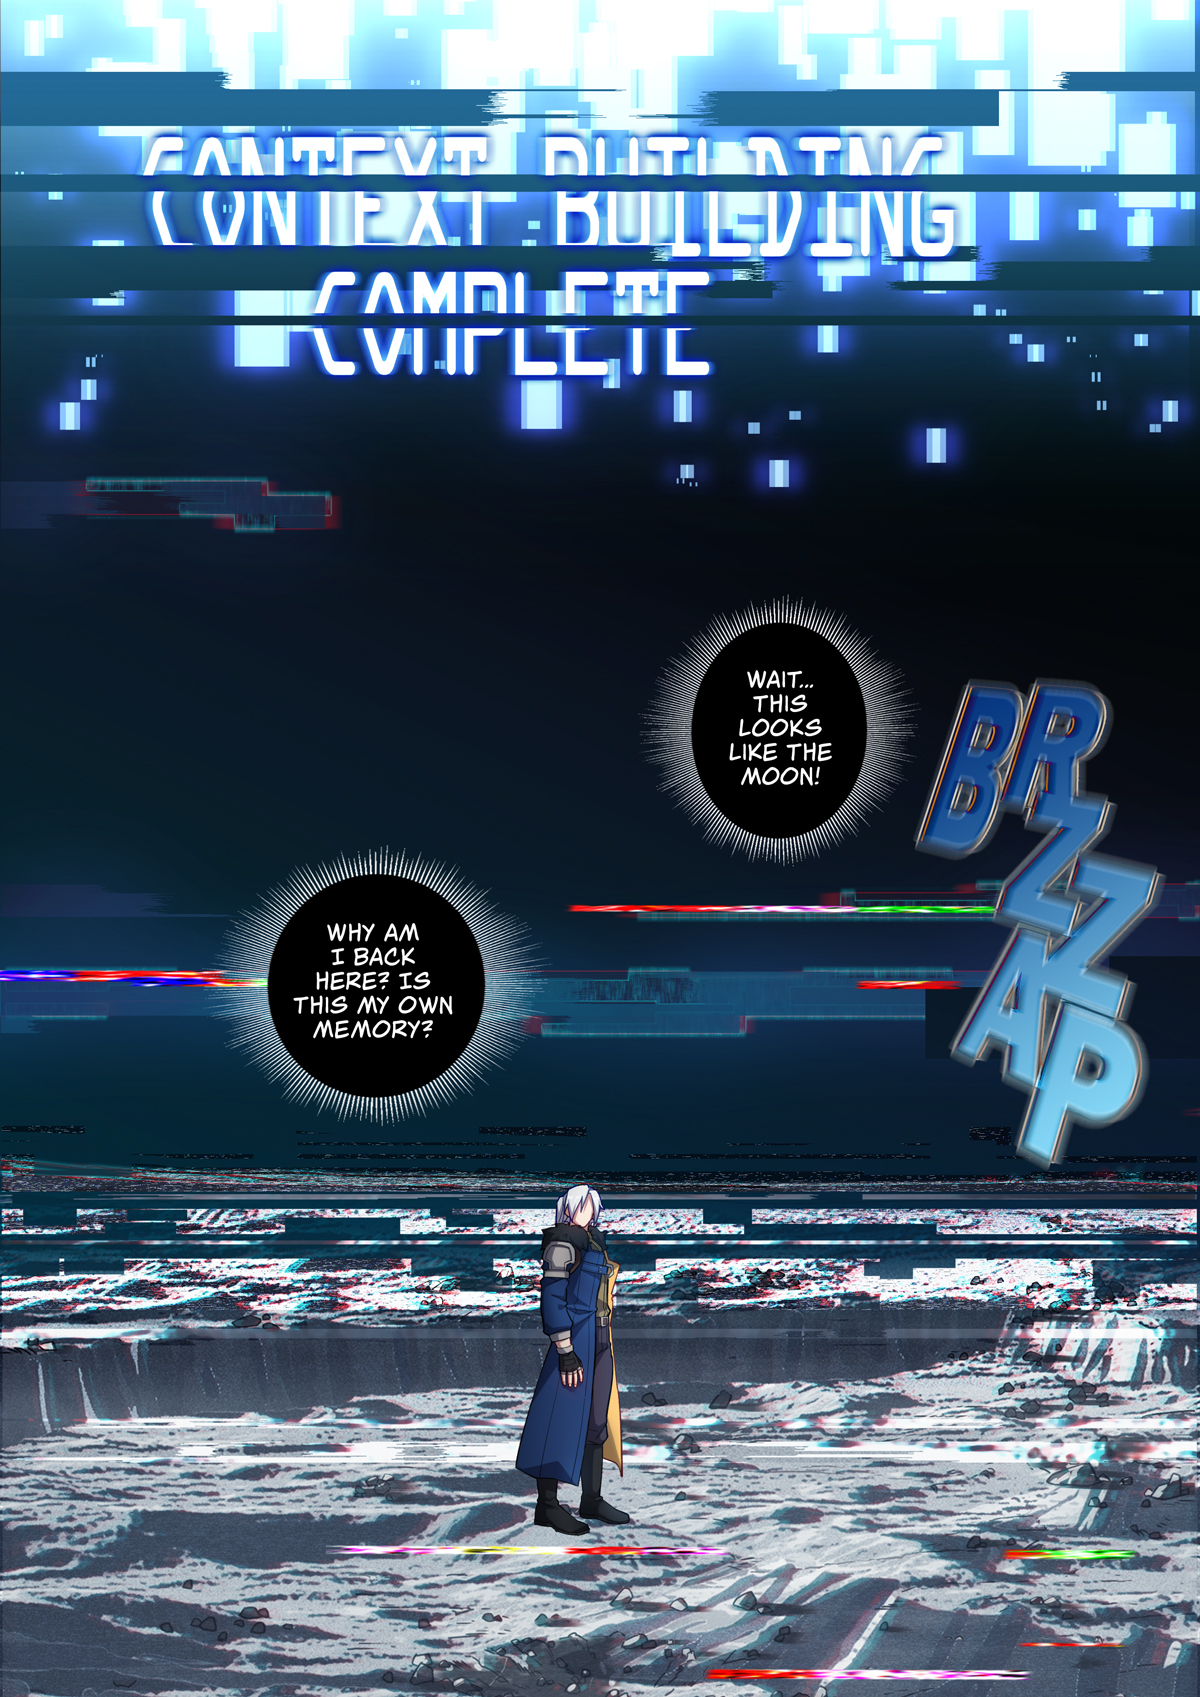 CONTEXT BUILDING
COMPLETE
WAIT...
THIS
LOOKS
LIKE THE
MOON!
BRZZAP
WHY AM
I BACK
HERE? IS
THIS MY OWN
MEMORY?